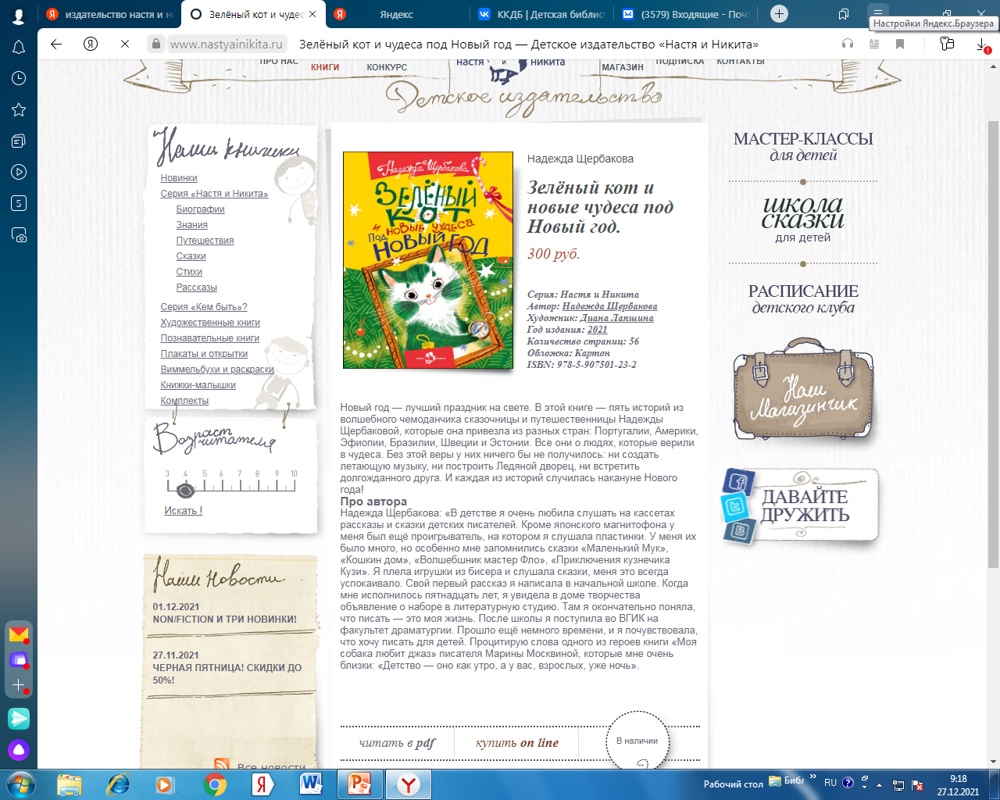 издательство настя и н
Зелёный кот и чудес
Яндекс
ККДБ | Детская библио
(3579) Входящие - Поч
Настройки Яндекс.Браузера
www.nastyainikita.ru
Зелёный кот и чудеса под Новый год — Детское издательство «Настя и Никита»
5
ПРО НАС
КНИГИ
КОНКУРС
настя и никита
МАГАЗИН
ПОДПИСКА
КОНТАКТЫ
Детское издательство
Наши книжки
Новинки
Серия «Настя и Никита»
Биографии
Знания
Путешествия
Сказки
Стихи
Рассказы
Серия «Кем быть»?
Художественные книги
Познавательные книги
Плакаты и открытки
Виммельбухи и раскраски
Книжки-малышки
Комплекты
Возраст
читателя
3 4 5 6 7 8 9 10
Искать !
Наши новости
01.12.2021
NON/FICTION И ТРИ НОВИНКИ!
27.11.2021
ЧЕРНАЯ ПЯТНИЦА! СКИДКИ ДО
50%!
Все новости
Надежда Щербакова
ЗЕЛЁНЫЙ
КОТ
И НОВЫЕ ЧУДЕСА
Под
НОВЫЙ ГОД
Надежда Щербакова
Зелёный кот и
новые чудеса под
Новый год.
300 руб.
Серия: Настя и Никита
Автор: Надежда Щербакова
Художник: Диана Лапшина
Год издания: 2021
Количество страниц: 56
Обложка: Картон
ISBN: 978-5-907501-23-2
Новый год — лучший праздник на свете. В этой книге — пять историй из
волшебного чемоданчика сказочницы и путешественницы Надежды
Щербаковой, которые она привезла из разных стран: Португалии, Америки,
Эфиопии, Бразилии, Швеции и Эстонии. Все они о людях, которые верили
в чудеса. Без этой веры у них ничего бы не получилось: ни создать
летающую музыку, ни построить Ледяной дворец, ни встретить
долгожданного друга. И каждая из историй случилась накануне Нового
года!
Про автора
Надежда Щербакова: «В детстве я очень любила слушать на кассетах
рассказы и сказки детских писателей. Кроме японского магнитофона у
меня был ещё проигрыватель, на котором я слушала пластинки. У меня их
было много, но особенно мне запомнились сказки «Маленький Мук»,
«Кошкин дом», «Волшебшник мастер Фло», «Приключения кузнечика
Кузи». Я плела игрушки из бисера и слушала сказки, меня это всегда
успокаивало. Свой первый рассказ я написала в начальной школе. Когда
мне исполнилось пятнадцать лет, я увидела в доме творчества
объявление о наборе в литературную студию. Там я окончательно поняла,
что писать — это моя жизнь. После школы я поступила во ВГИК на
факультет драматургии. Прошло ещё немного времени, и я почувствовала,
что хочу писать для детей. Процитирую слова одного из героев книги «Моя
собака любит джаз» писателя Марины Москвиной, которые мне очень
близки: «Детство — оно как утро, а у вас, взрослых, уже ночь».
читать в pdf
купить on line
В наличии
МАСТЕР-КЛАССЫ
для детей
школа
сказки
для детей
РАСПИСАНИЕ
детского клуба
Наш
Магазинчик
ДАВАЙТЕ
ДРУЖИТЬ
Рабочий стол
Библ
»
RU
9:18
27.12.2021